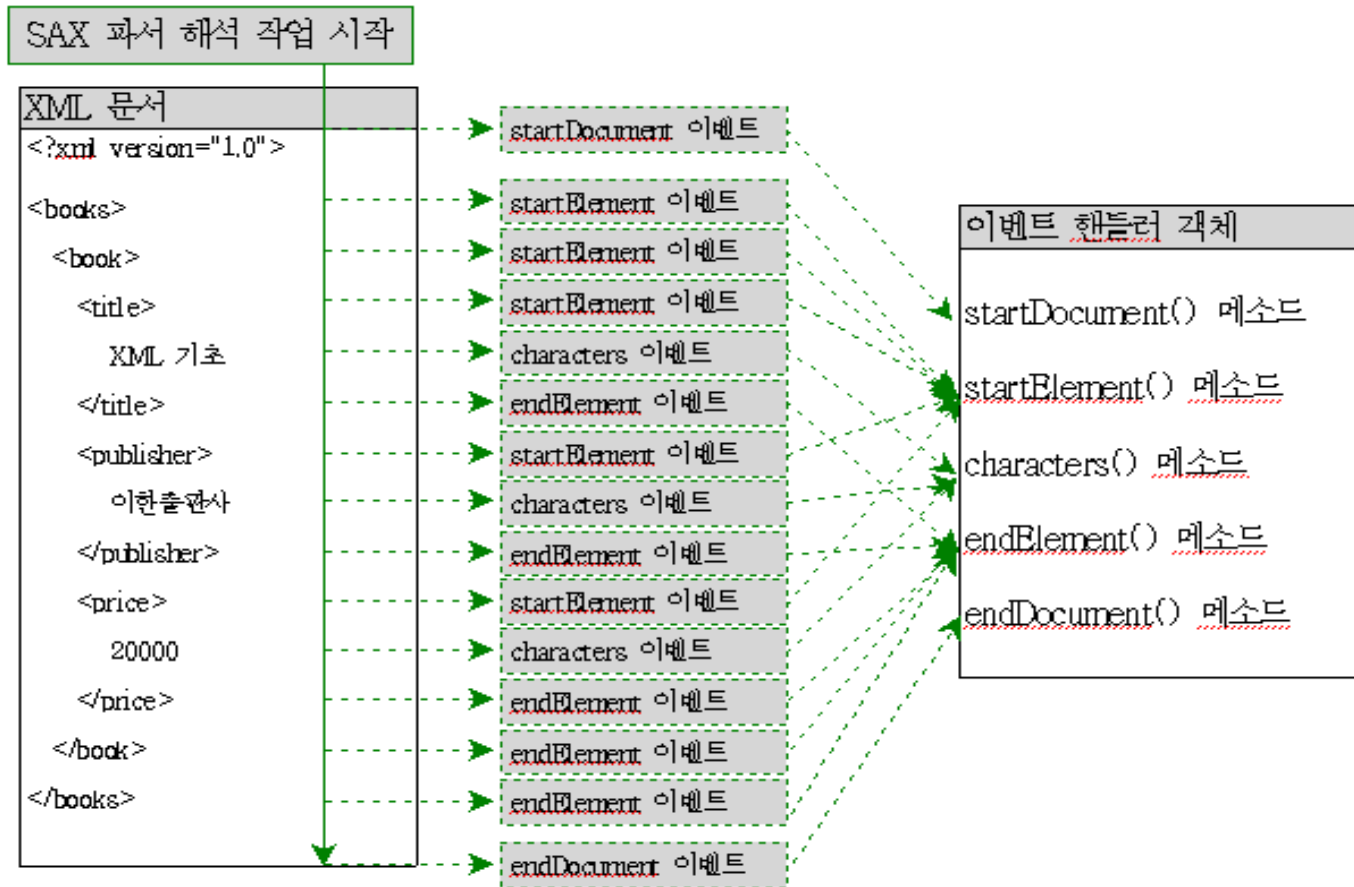 SAX 파서 해석 작업 시작
XML 문서
<?xml version="1.0">
<books>
<book>
<title>
XML 기초
</title>
<publisher>
이한출판사
</publisher>
<price>
20000
</price>
</book>
</books>
startDocument 이벤트
startElement 이벤트
startElement 이벤트
startElement 이벤트
characters 이벤트
endElement 이벤트
startElement 이벤트
characters 이벤트
endElement 이벤트
startElement 이벤트
characters 이벤트
endElement 이벤트
endElement 이벤트
endElement 이벤트
endDocument 이벤트
이벤트 핸들러 객체
startDocument() 메소드
startElement() 메소드
characters() 메소드
endElement() 메소드
endDocument() 메소드